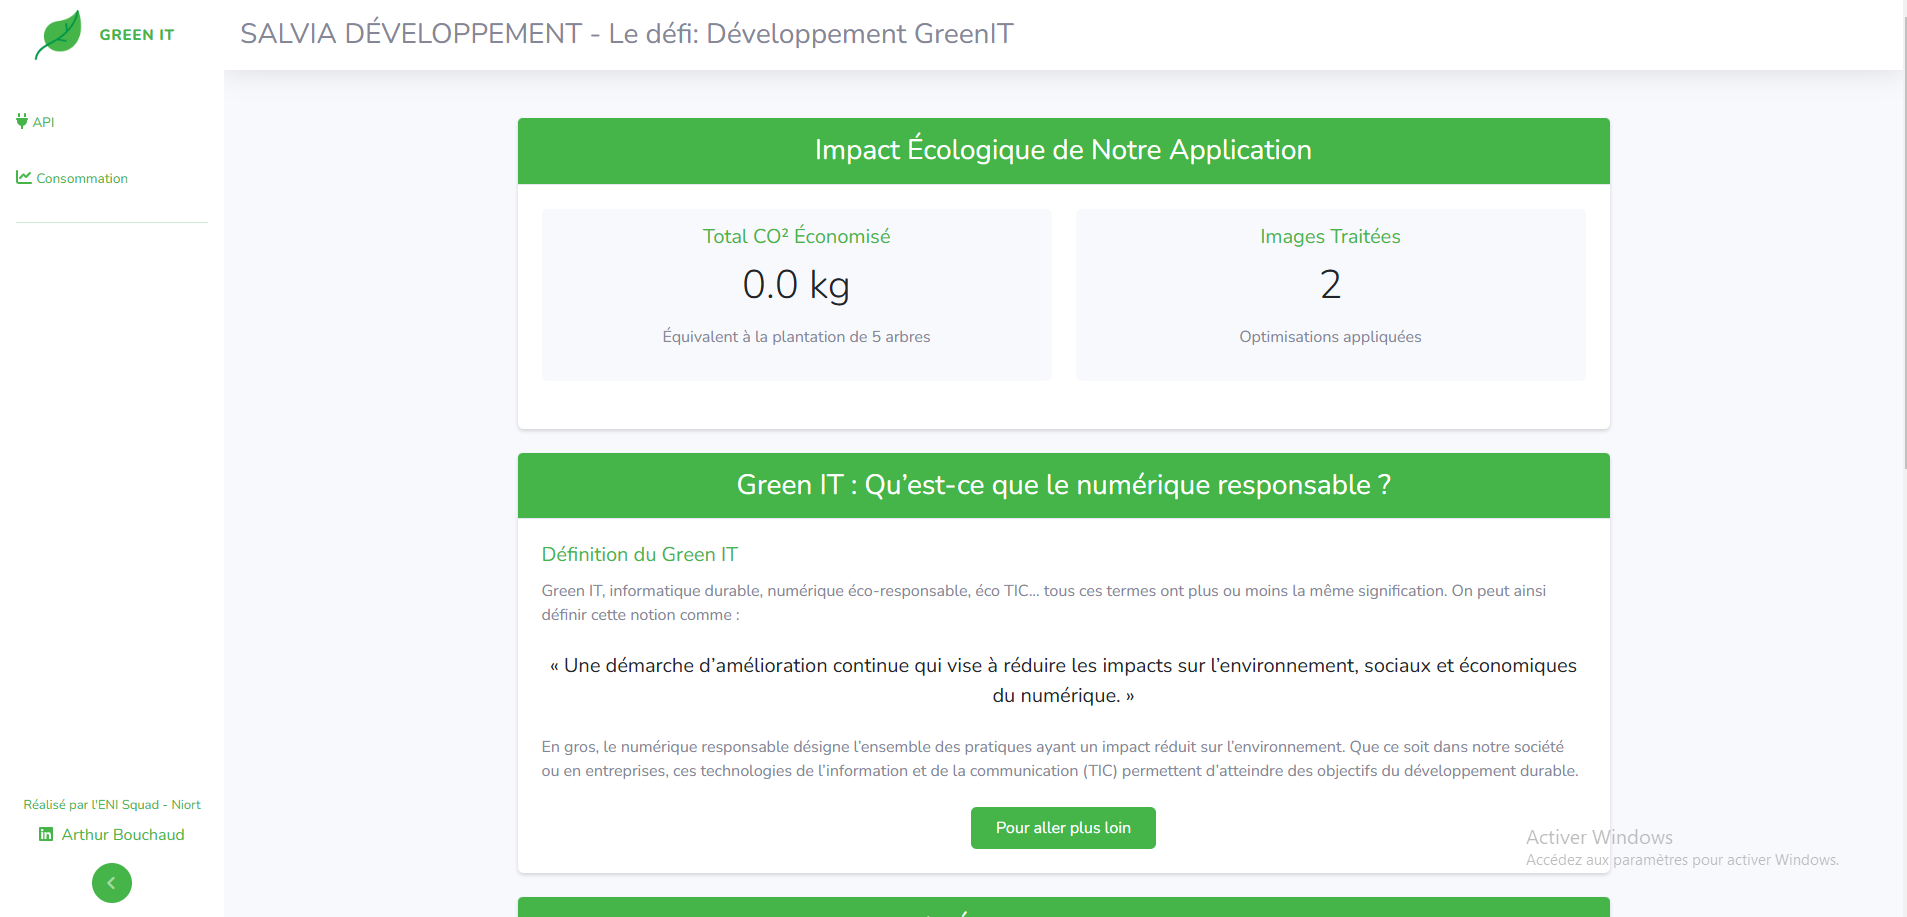 GREEN IT
SALVIA DÉVELOPPEMENT - Le défi: Développement GreenIT
API
Consommation
Impact Écologique de Notre Application
Total CO² Économisé
0.0 kg
Équivalent à la plantation de 5 arbres
Images Traitées
2
Optimisations appliquées
Green IT : Qu’est-ce que le numérique responsable ?
Définition du Green IT
Green IT, informatique durable, numérique éco-responsable, éco TIC… tous ces termes ont plus ou moins la même signification. On peut ainsi
définir cette notion comme :
« Une démarche d’amélioration continue qui vise à réduire les impacts sur l’environnement, sociaux et économiques
du numérique. »
En gros, le numérique responsable désigne l’ensemble des pratiques ayant un impact réduit sur l’environnement. Que ce soit dans notre société
ou en entreprises, ces technologies de l’information et de la communication (TIC) permettent d’atteindre des objectifs du développement durable.
Pour aller plus loin
Réalisé par l'ENI Squad - Niort
Arthur Bouchaud
Activer Windows
Accédez aux paramètres pour activer Windows.